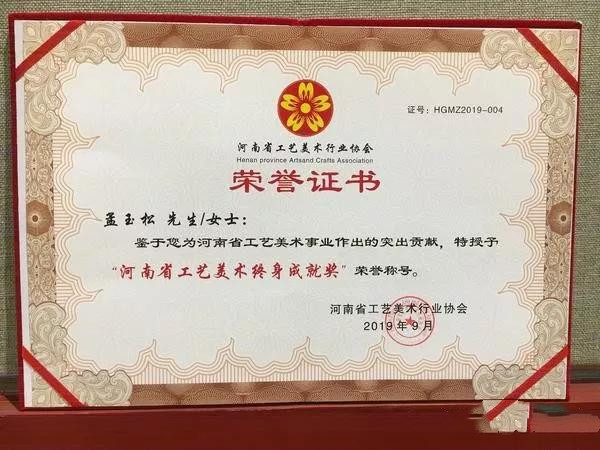 证号：HGMZ2019-004
河南省工艺美术行业协会
Henan province Artsand Crafts Association
荣誉证书
孟玉松 先生/女士：
鉴于您为河南省工艺美术事业作出的突出贡献，特授予
“河南省工艺美术终身成就奖”荣誉称号。
河南省工艺美术行业协会
2019年9月